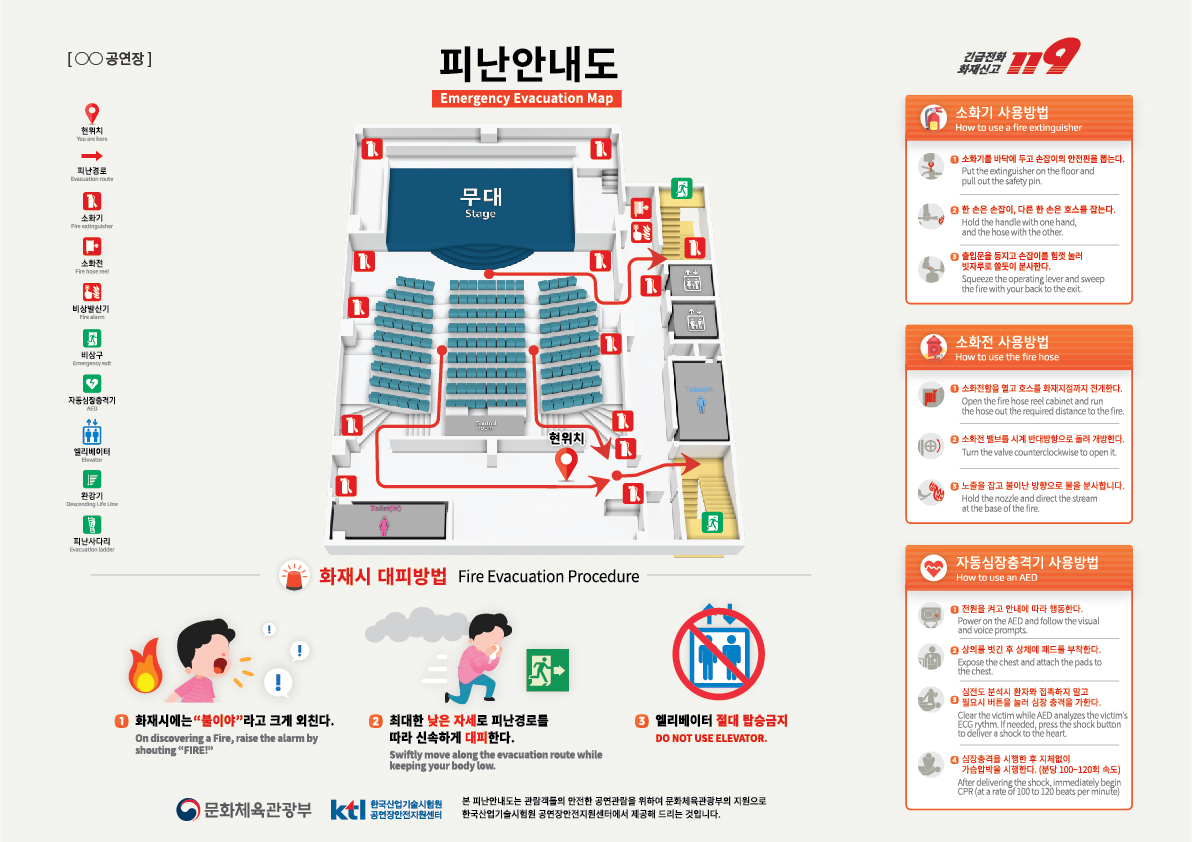 [ ○○ 공연장 ]
피난안내도
Emergency Evacuation Map
긴급전화
화재신고
119
현위치
You are here
피난경로
Evacuation route
소화기
Fire extinguisher
소화전
Fire hose reel
비상발신기
Fire alarm
비상구
Emergency exit
자동심장충격기
AED
엘리베이터
Elevator
완강기
Descending Life Line
피난사다리
Evacuation ladder
무대
Stage
Toilet(M)
Control
room
현위치
Toilet(W)
소화기 사용방법
How to use a fire extinguisher
1 소화기를 바닥에 두고 손잡이의 안전핀을 뽑는다.
Put the extinguisher on the floor and
pull out the safety pin.
2 한 손은 손잡이, 다른 한 손은 호스를 잡는다.
Hold the handle with one hand,
and the hose with the other.
3 출입문을 등지고 손잡이를 힘껏 눌러
빗자루로 쓸듯이 분사한다.
Squeeze the operating lever and sweep
the fire with your back to the exit.
소화전 사용방법
How to use the fire hose
1 소화전함을 열고 호스를 화재지점까지 전개한다.
Open the fire hose reel cabinet and run
the hose out the required distance to the fire.
2 소화전 밸브를 시계 반대방향으로 돌려 개방한다.
Turn the valve counterclockwise to open it.
3 노즐을 잡고 불이난 방향으로 물을 분사합니다.
Hold the nozzle and direct the stream
at the base of the fire.
자동심장충격기 사용방법
How to use an AED
1 전원을 켜고 안내에 따라 행동한다.
Power on the AED and follow the visual
and voice prompts.
2 상의를 벗긴 후 상체에 패드를 부착한다.
Expose the chest and attach the pads to
the chest.
3 심전도 분석시 환자와 접촉하지 말고
필요시 버튼을 눌러 심장 충격을 가한다.
Clear the victim while AED analyzes the victim's
ECG rythm. If needed, press the shock button
to deliver a shock to the heart.
4 심장충격을 시행한 후 지체없이
가슴압박을 시행한다. (분당 100~120회 속도)
After delivering the shock, immediately begin
CPR (at a rate of 100 to 120 beats per minute)
화재시 대피방법 Fire Evacuation Procedure
1 화재시에는 “불이야”라고 크게 외친다.
On discovering a Fire, raise the alarm by
shouting “FIRE!”
2 최대한 낮은 자세로 피난경로를
따라 신속하게 대피한다.
Swiftly move along the evacuation route while
keeping your body low.
3 엘리베이터 절대 탑승금지
DO NOT USE ELEVATOR.
문화체육관광부
ktl 한국산업기술시험원
공연장안전지원센터
본 피난안내도는 관람객들의 안전한 공연관람을 위하여 문화체육관광부의 지원으로
한국산업기술시험원 공연장안전지원센터에서 제공해 드리는 것입니다.